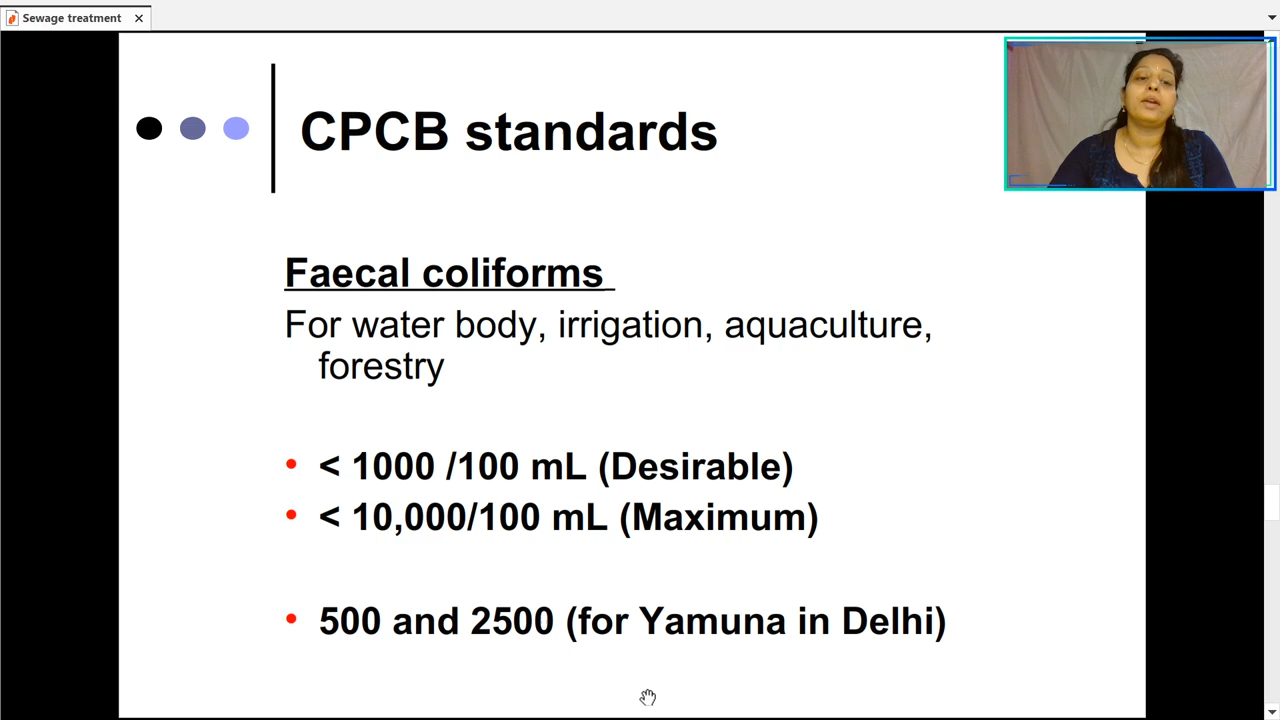 Sewage treatment
CPCB standards
Faecal coliforms
For water body, irrigation, aquaculture,
forestry
• < 1000 /100 mL (Desirable)
• < 10,000/100 mL (Maximum)
• 500 and 2500 (for Yamuna in Delhi)